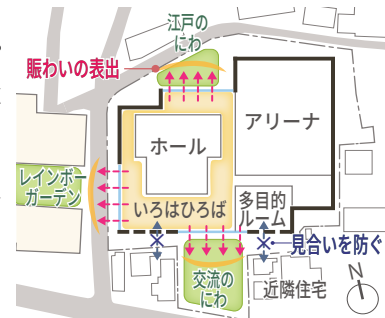 江戸の
にわ
賑わいの表出
アリーナ
ホール
レインボー
ガーデン
いろはひろば
多目的
ルーム
見合いを防ぐ
交流の
にわ
近隣住宅
N